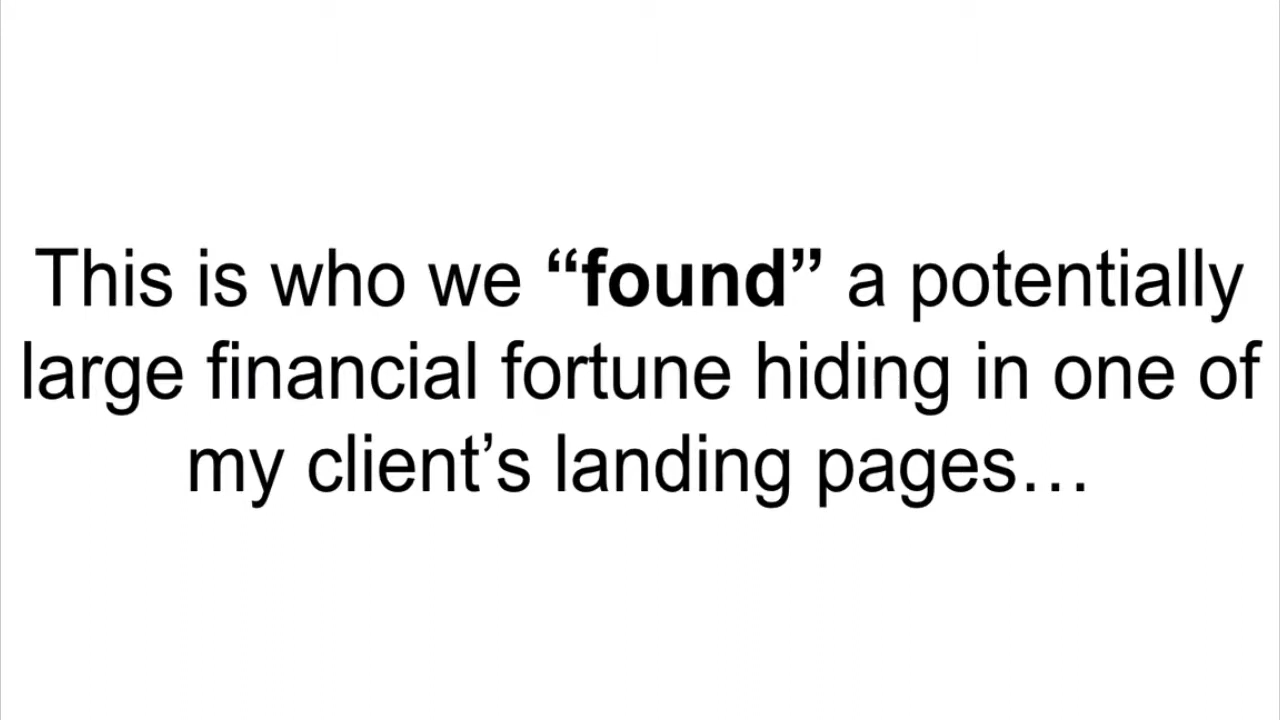 This is who we “found” a potentially
large financial fortune hiding in one of
my client’s landing pages…